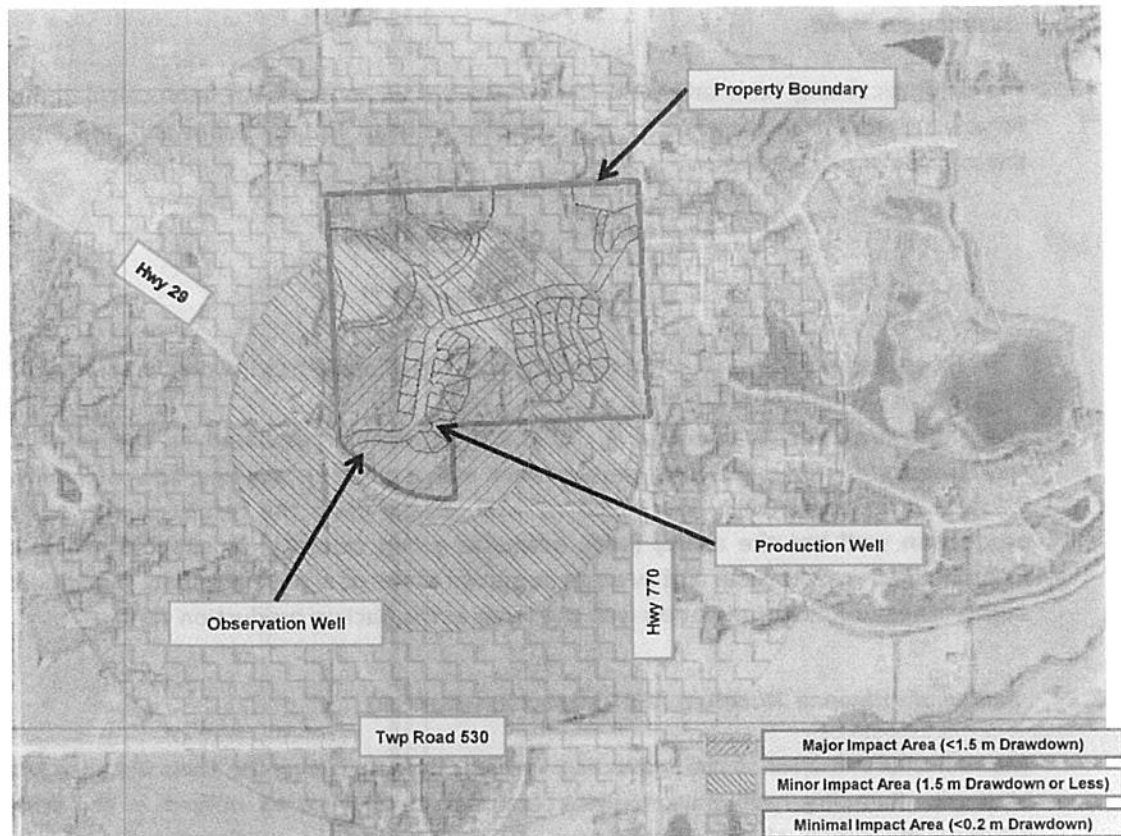 Property Boundary
Hwy 29
Production Well
Observation Well
Hwy 770
Twp Road 530
Major Impact Area (<1.5 m Drawdown)
Minor Impact Area (1.5 m Drawdown or Less)
Minimal Impact Area (<0.2 m Drawdown)